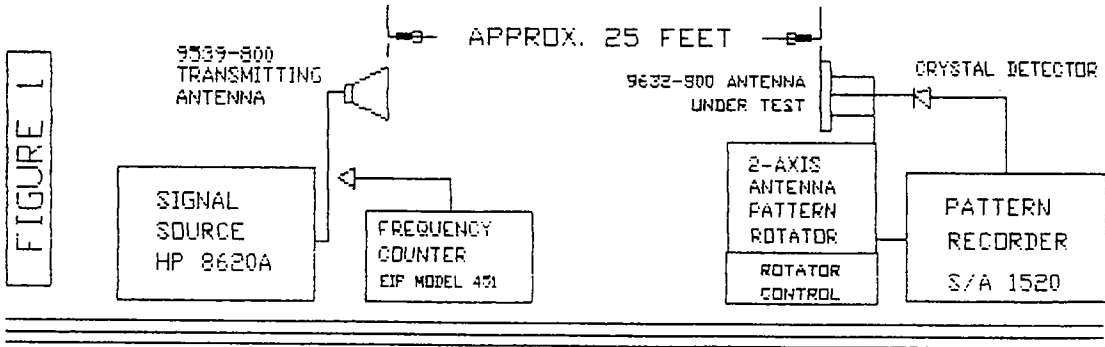 FIGURE 1
APPROX. 25 FEET
9539-800
TRANSMITTING
ANTENNA
9632-800 ANTENNA
UNDER TEST
CRYSTAL DETECTOR
SIGNAL
SOURCE
HP 8620A
FREQUENCY
COUNTER
EIP MODEL 451
2-AXIS
ANTENNA
PATTERN
ROTATOR
ROTATOR
CONTROL
PATTERN
RECORDER
S/A 1520